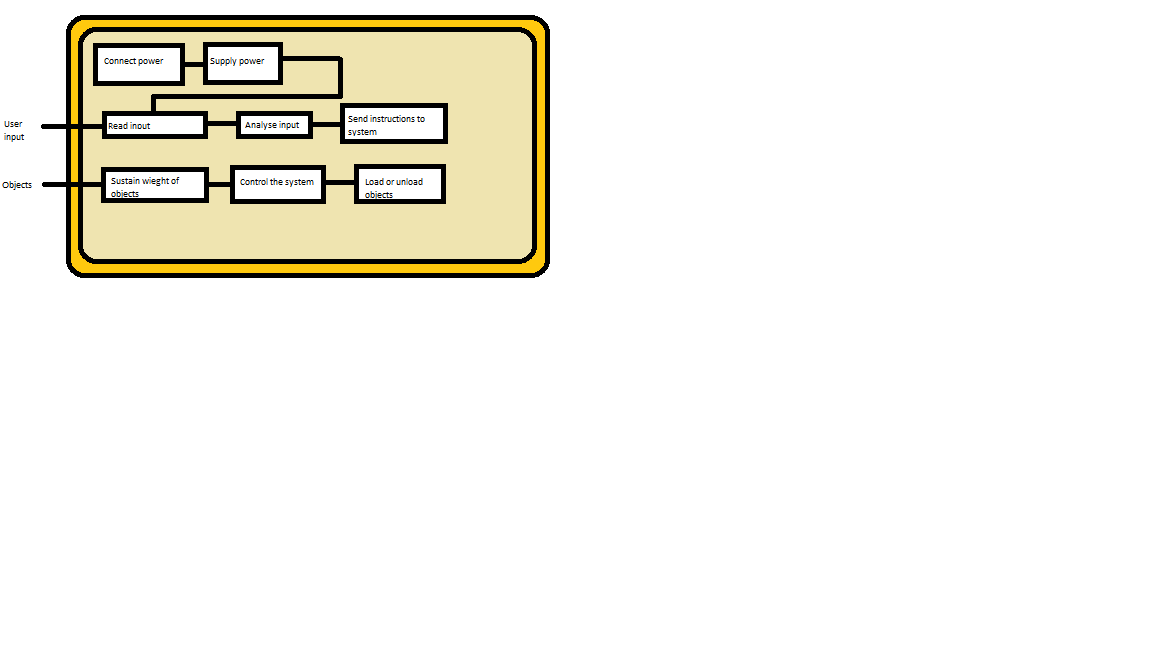 Connect power
Supply power
User
input
Read input
Analyse input
Send instructions to
system
Objects
Sustain wieght of
objects
Control the system
Load or unload
objects